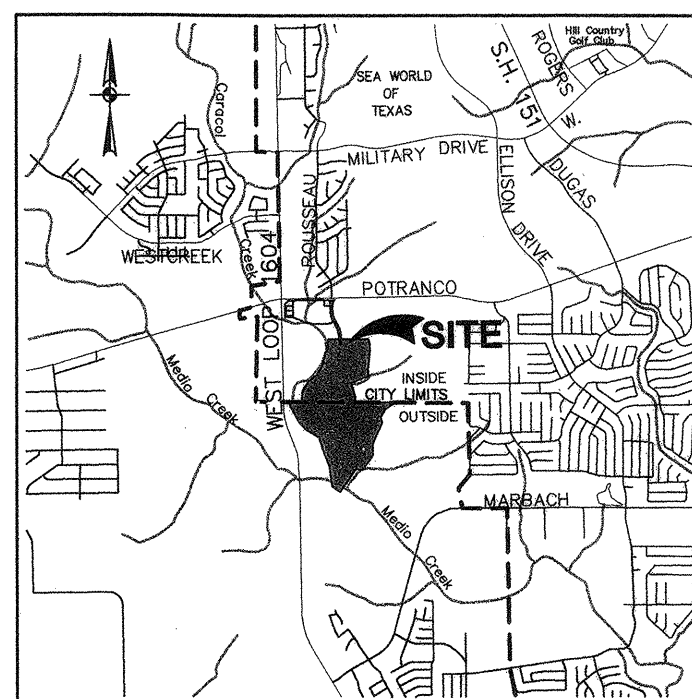 Hill Country
Golf Club
ROGERS
W.
S.H. 151
SEA WORLD
OF
TEXAS
Caracol
Creek
MILITARY DRIVE
ELLISON DRIVE
DUGAS
ROUSSEAU
WESTCREEK
WEST LOOP 1604
POTRANCO
SITE
INSIDE
CITY LIMITS
OUTSIDE
Medio Creek
MARBACH
Medio Creek